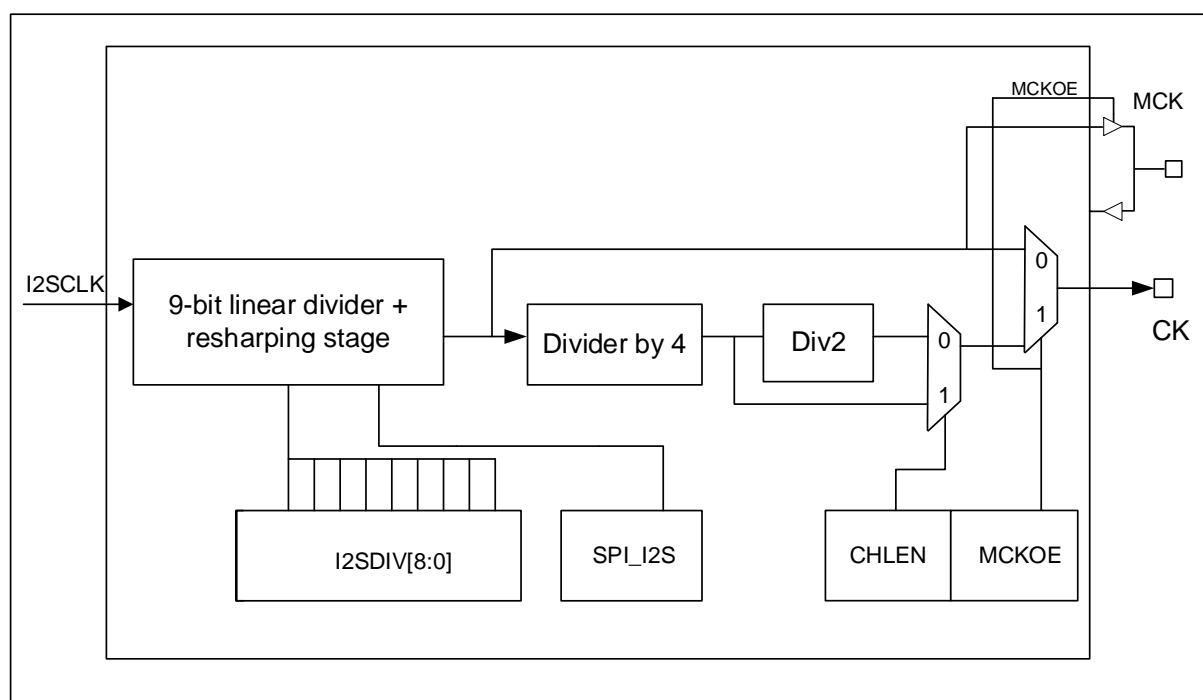 MCKOE
MCK
I2SCLK
9-bit linear divider +
resharping stage
Divider by 4
Div2
0
1
0
1
CK
I2SDIV[8:0]
SPI_I2S
CHLEN
MCKOE